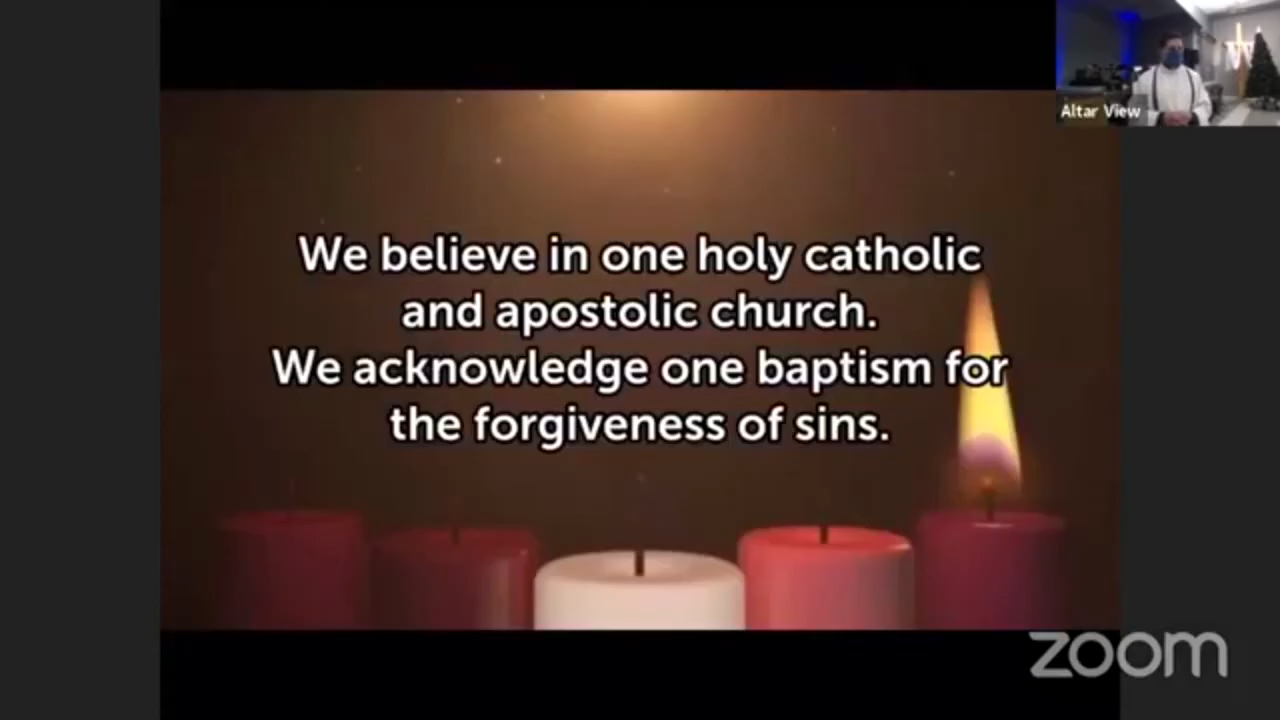 Altar View
We believe in one holy catholic
and apostolic church.
We acknowledge one baptism for
the forgiveness of sins.
zoom